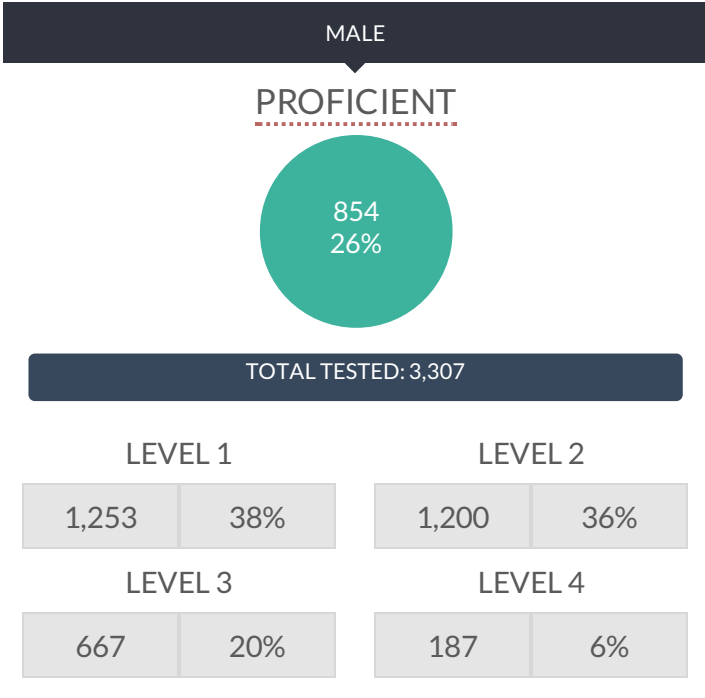 MALE
PROFICIENT
854
26%
TOTAL TESTED: 3,307
LEVEL 1 LEVEL 2
1,253 38% 1,200 36%
LEVEL 3 LEVEL 4
667 20% 187 6%